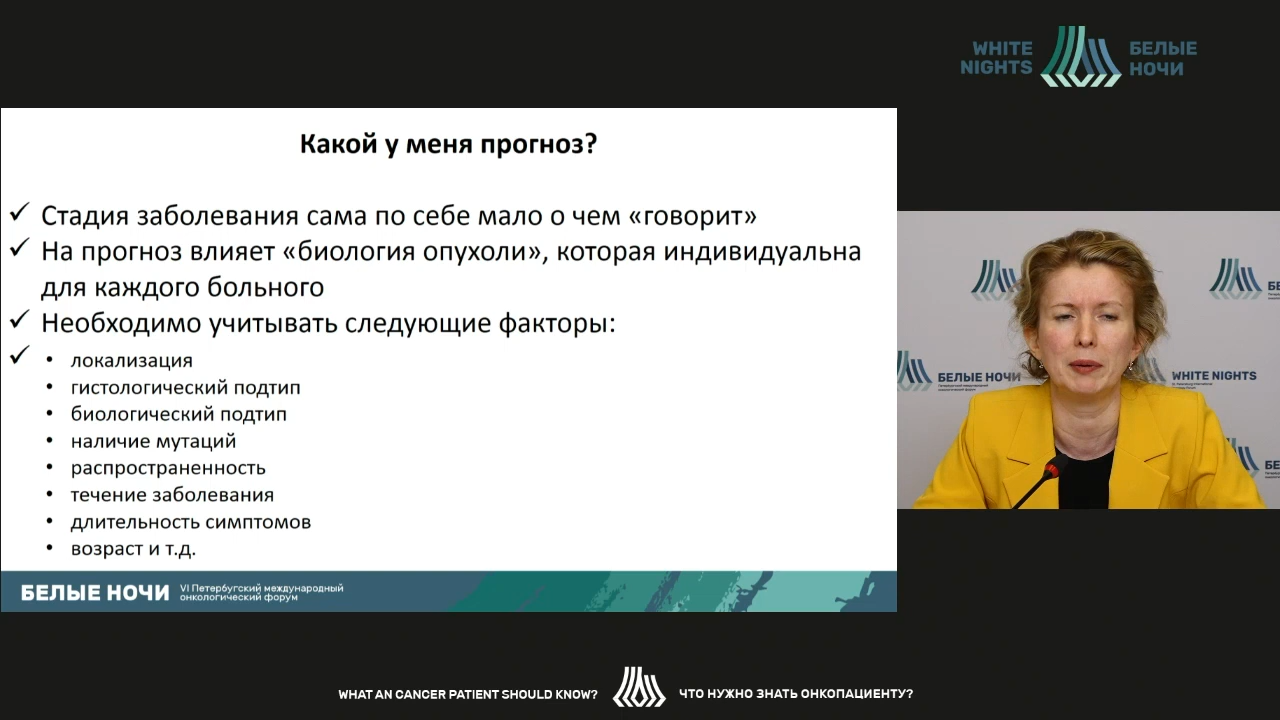 WHITE
NIGHTS
БЕЛЫЕ
НОЧИ
Какой у меня прогноз?
✓ Стадия заболевания сама по себе мало о чем «говорит»
✓ На прогноз влияет «биология опухоли», которая индивидуальна
для каждого больного
✓ Необходимо учитывать следующие факторы:
✓ • локализация
• гистологический подтип
• биологический подтип
• наличие мутаций
• распространенность
• течение заболевания
• длительность симптомов
• возраст и т.д.
БЕЛЫЕ НОЧИ
VI Петербугский международный
онкологический форум
БЕЛЫЕ НОЧИ
WHITE NIGHTS
WHAT AN CANCER PATIENT SHOULD KNOW?
ЧТО НУЖНО ЗНАТЬ ОНКОПАЦИЕНТУ?